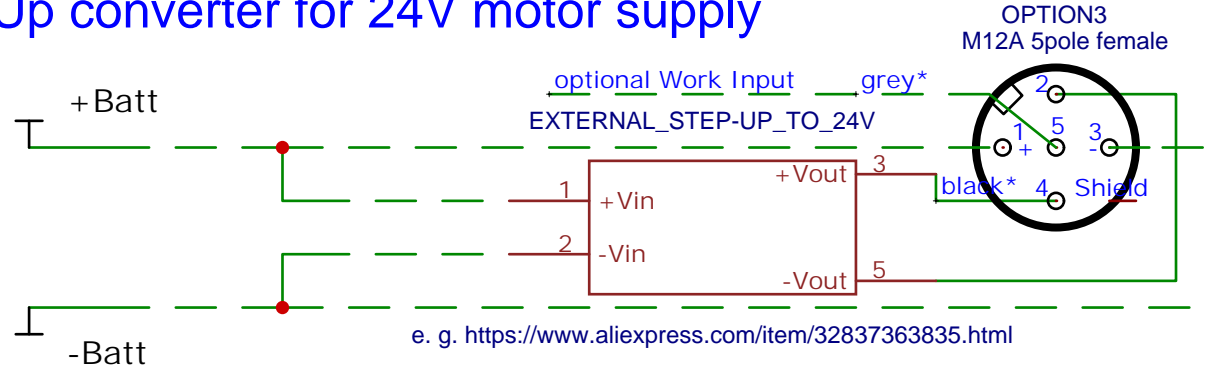 Up converter for 24V motor supply
OPTION3
M12A 5pole female
+Batt
optional Work Input
grey*
2
EXTERNAL_STEP-UP_TO_24V
1
5
3
+
-
+Vout
3
black*
4
Shield
1
+Vin
2
-Vin
-Vout
5
e. g. https://www.aliexpress.com/item/32837363835.html
-Batt